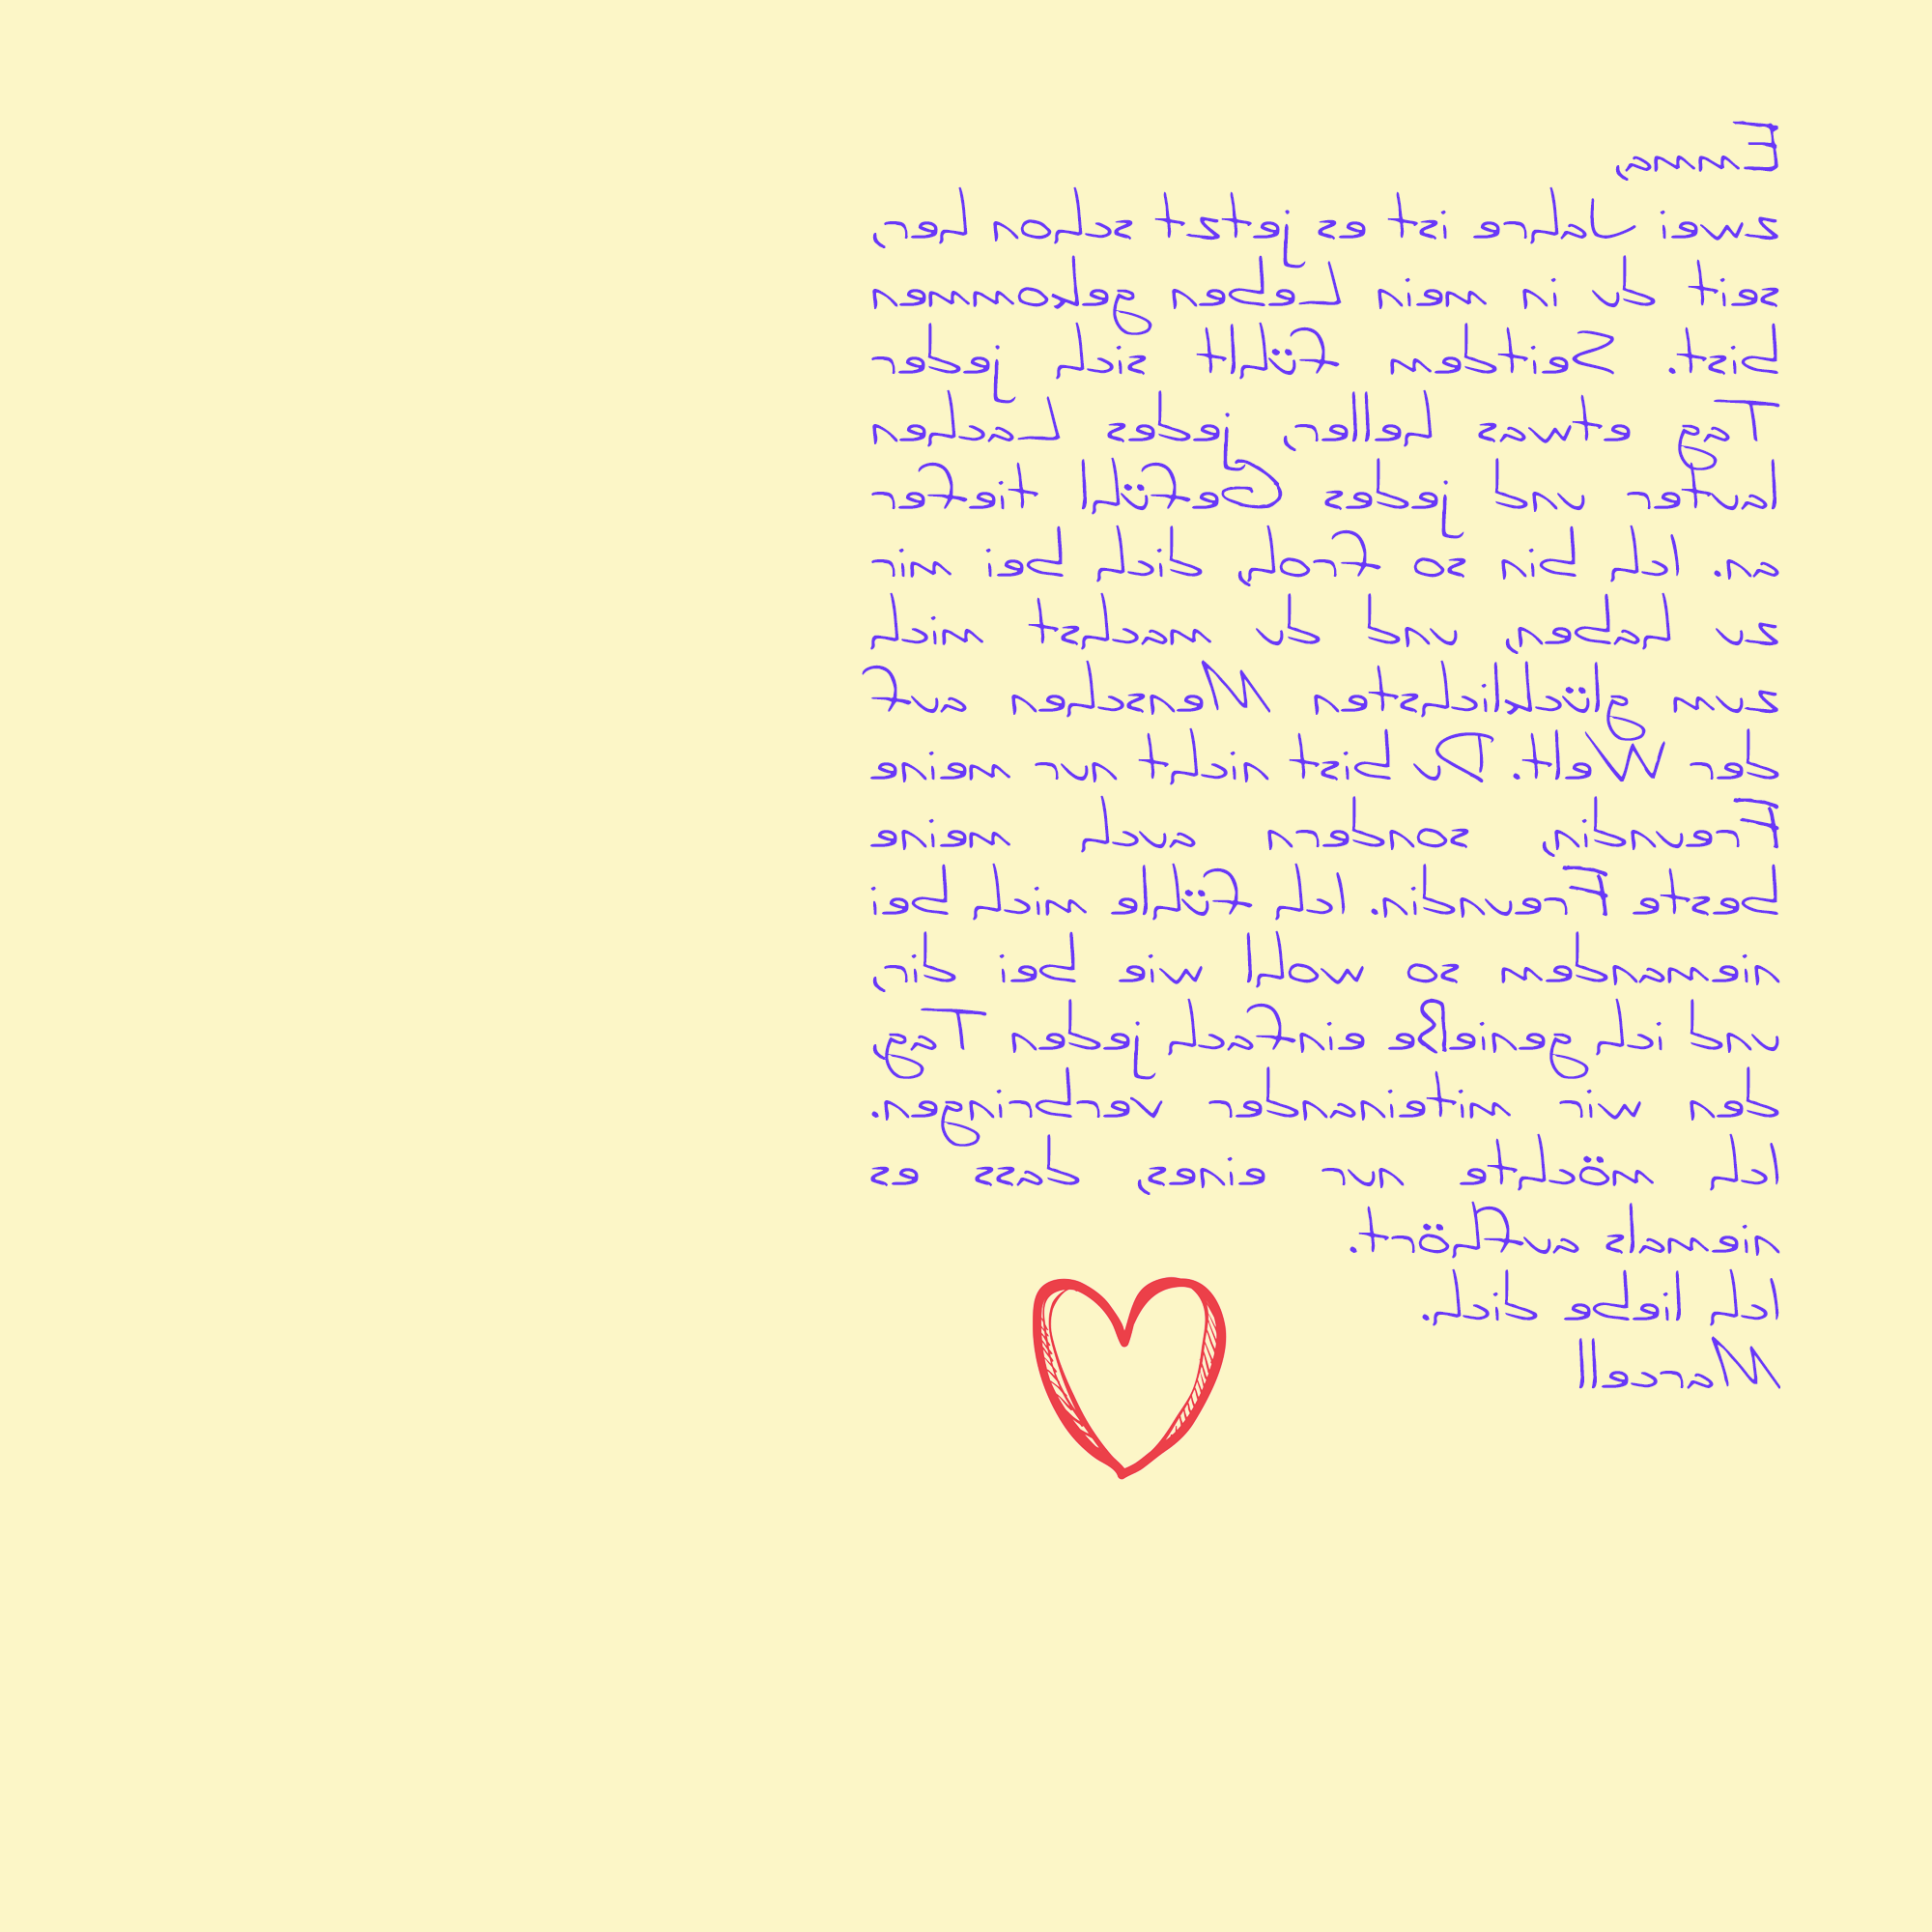 Emma,
zwei Jahre ist es jetzt schon her,
seit du in mein Leben gekommen
bist. Seitdem fühlt sich jeder
Tag etwas heller, jedes Lachen
lauter und jedes Gefühl tiefer
an. Ich bin so froh, dich bei mir
zu haben, und du machst mich
zum glücklichsten Menschen auf
der Welt. Du bist nicht nur meine
Freundin, sondern auch meine
beste Freundin. Ich fühle mich bei
niemandem so wohl wie bei dir,
und ich genieße einfach jeden Tag,
den wir miteinander verbringen.
Ich möchte nur eines, dass es
niemals aufhört.
Ich liebe dich.
Marcell